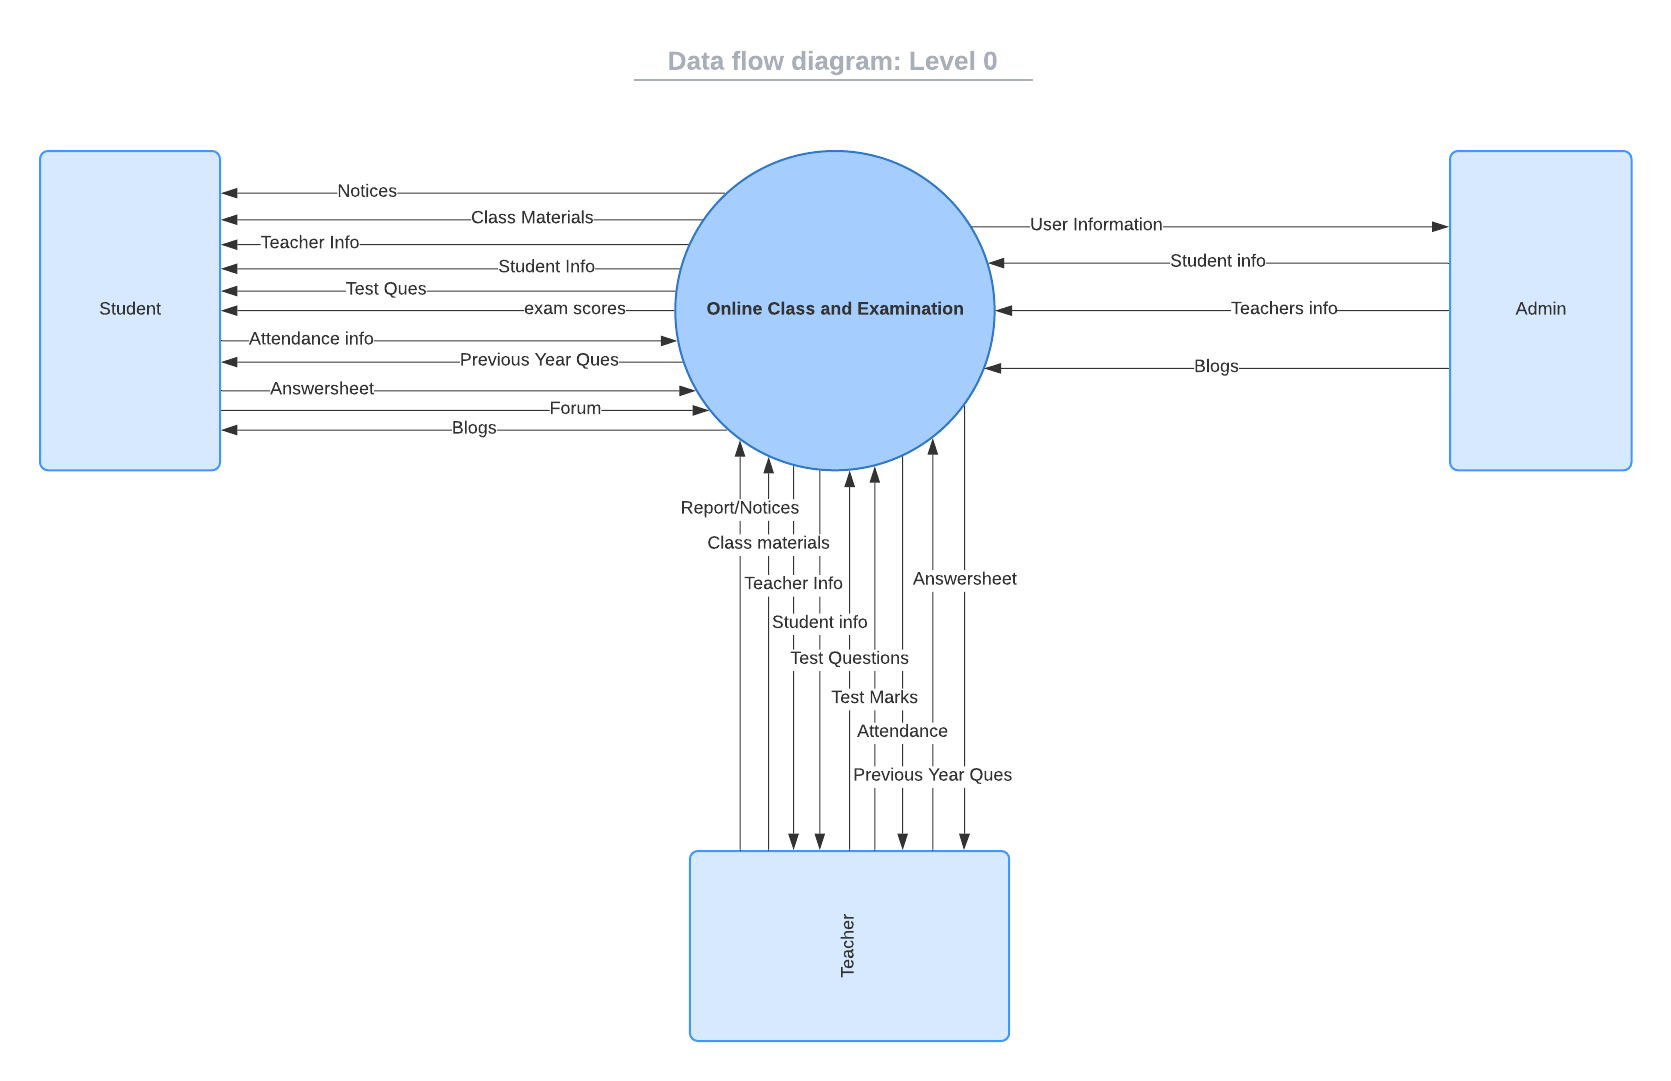 Data flow diagram: Level 0
Notices
Class Materials
Teacher Info
Student Info
Test Ques
exam scores
Attendance info
Previous Year Ques
Answersheet
Forum
Blogs
Student
Online Class and Examination
User Information
Student info
Teachers info
Blogs
Admin
Report/Notices
Class materials
Teacher Info
Student info
Test Questions
Test Marks
Attendance
Previous Year Ques
Answersheet
Teacher